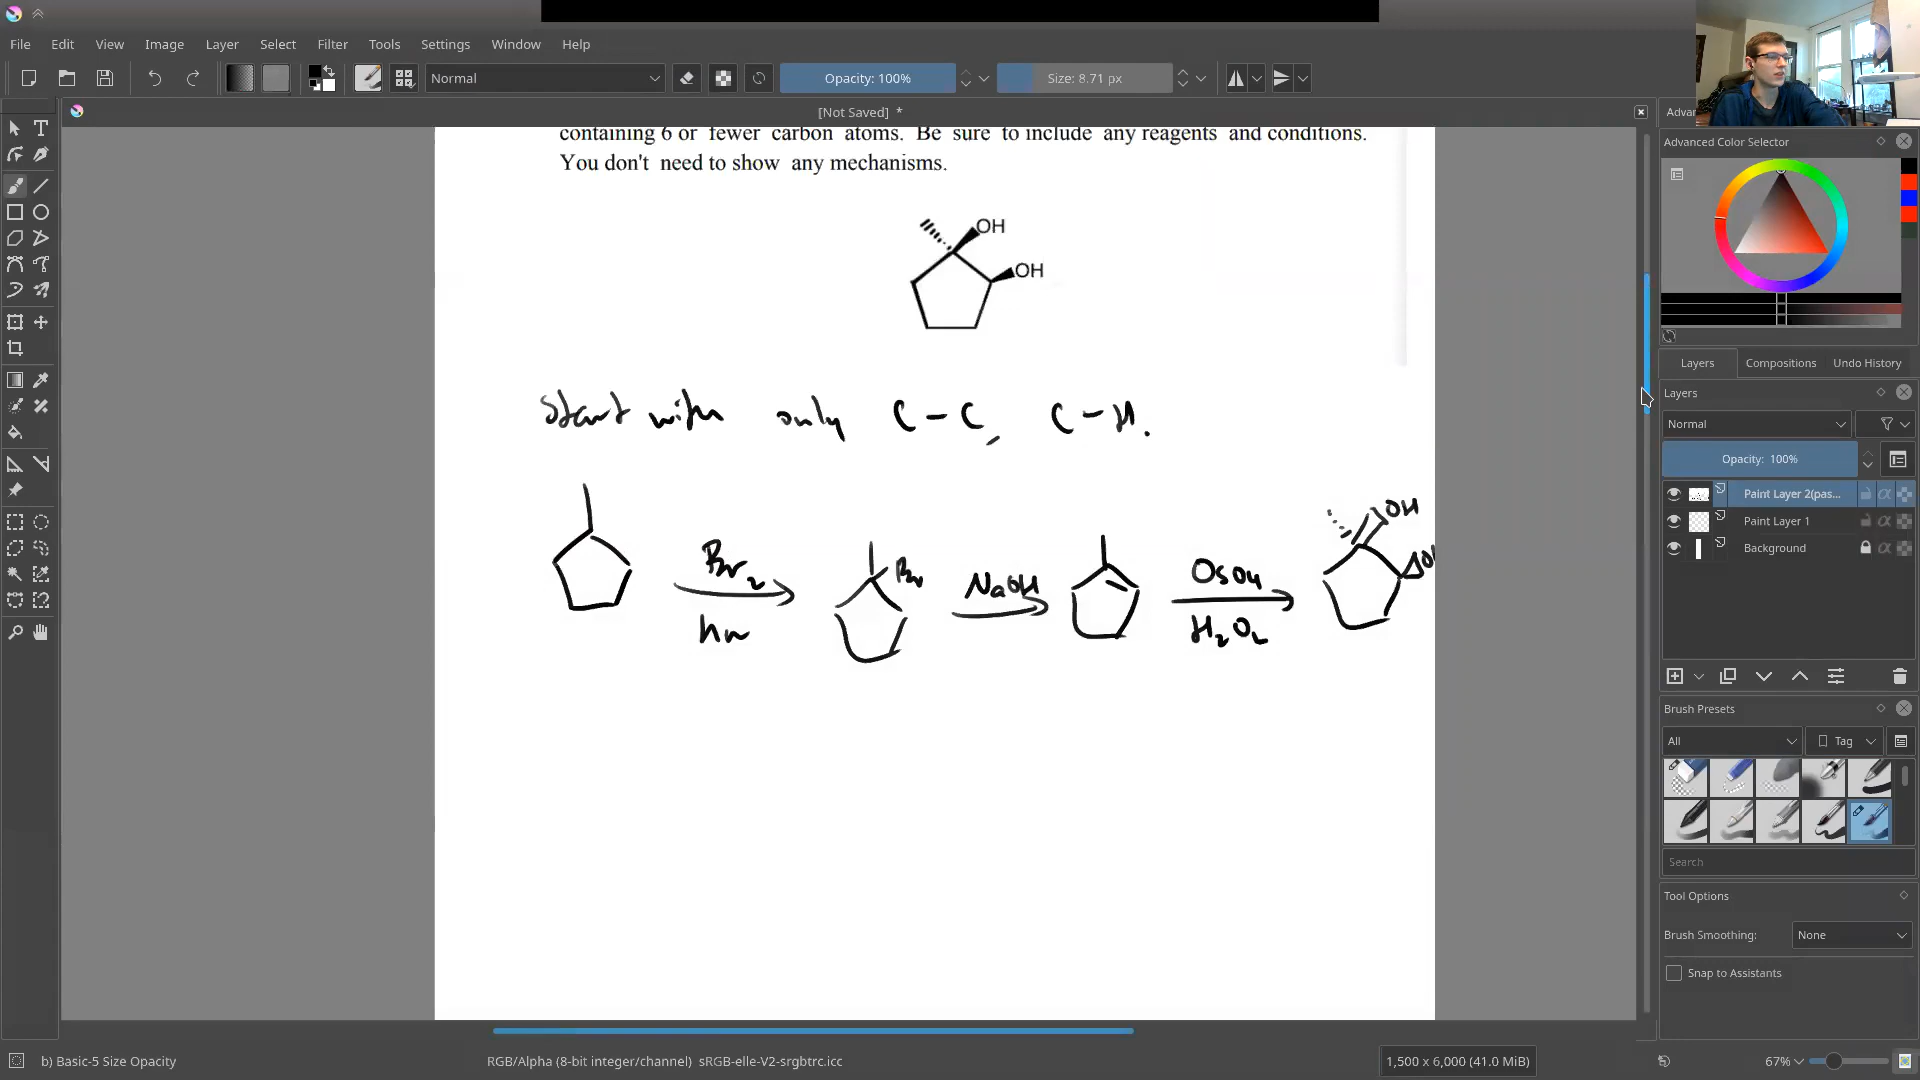 File Edit View Image Layer Select Filter Tools Settings Window Help
Normal Opacity: 100% Size: 8.71 px
[Not Saved] *
containing 6 or fewer carbon atoms. Be sure to include any reagents and conditions.
You don't need to show any mechanisms.
OH
OH
start with only C-C, C-H.
Br2
hν
Br
NaOH
OsO4
H2O2
OH
Advanced Color Selector
Layers Compositions Undo History
Layers
Normal
Opacity: 100%
Paint Layer 2(pas...
Paint Layer 1
Background
Brush Presets
All Tag
Search
Tool Options
Brush Smoothing: None
Snap to Assistants
b) Basic-5 Size Opacity RGB/Alpha (8-bit integer/channel) sRGB-elle-V2-srgbtrc.icc 1,500 x 6,000 (41.0 MiB) 67%